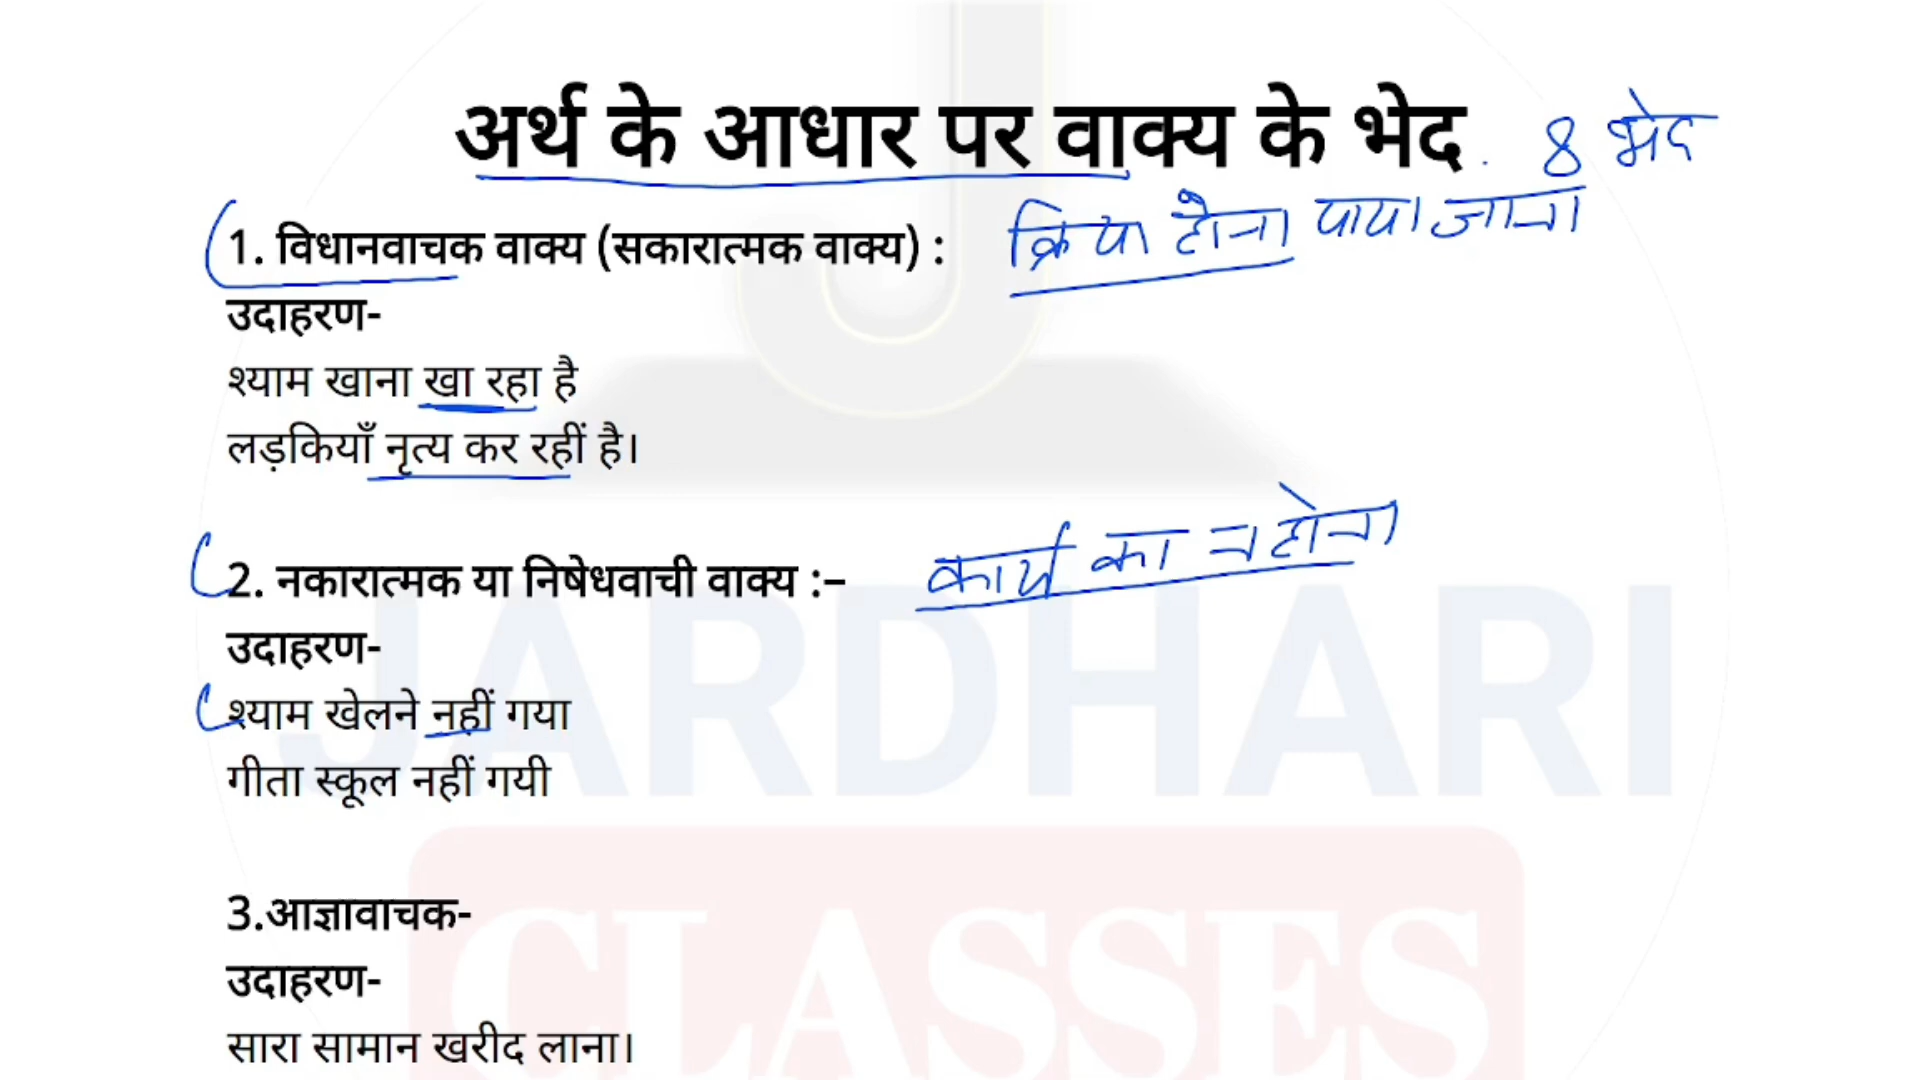 अर्थ के आधार पर वाक्य के भेद. 8 भेद
1. विधानवाचक वाक्य (सकारात्मक वाक्य) : क्रिया होना पाया जाना
उदाहरण-
श्याम खाना खा रहा है
लड़कियाँ नृत्य कर रहीं है।
2. नकारात्मक या निषेधवाची वाक्य :– कार्य का न होना
उदाहरण-
श्याम खेलने नहीं गया
गीता स्कूल नहीं गयी
JARDHARI
3.आज्ञावाचक-
CLASSES
उदाहरण-
सारा सामान खरीद लाना।